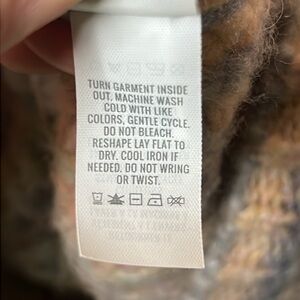 TURN GARMENT INSIDE
OUT. MACHINE WASH
COLD WITH LIKE
COLORS, GENTLE CYCLE.
DO NOT BLEACH.
RESHAPE LAY FLAT TO
DRY. COOL IRON IF
NEEDED. DO NOT WRING
OR TWIST.